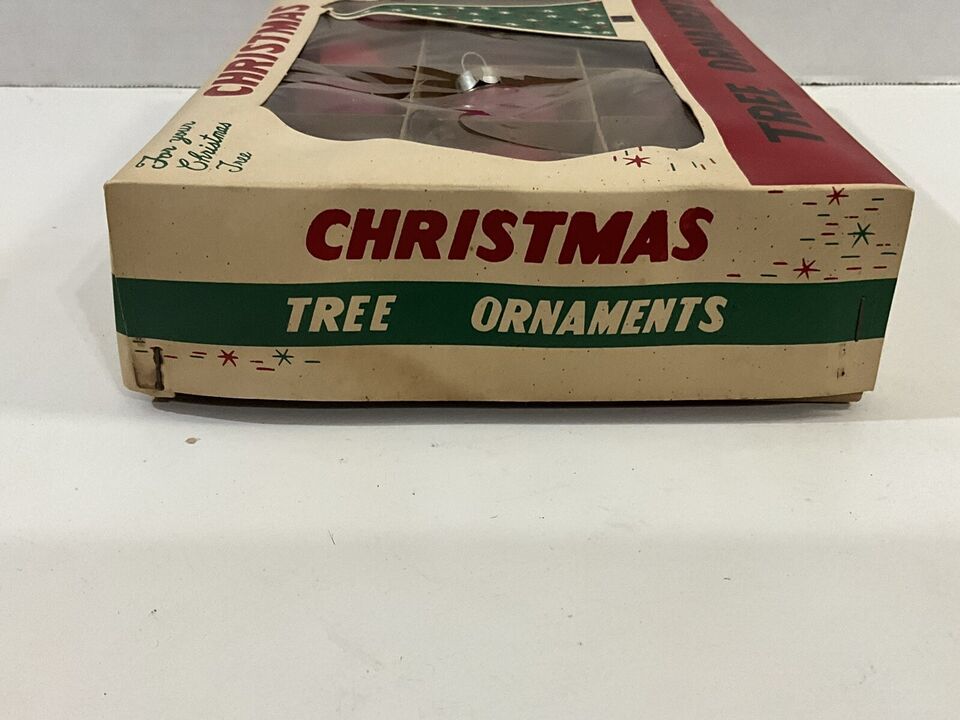 CHRISTMAS
TREE ORNAMENTS
For your
Christmas
Tree
CHRISTMAS
TREE ORNAMENTS